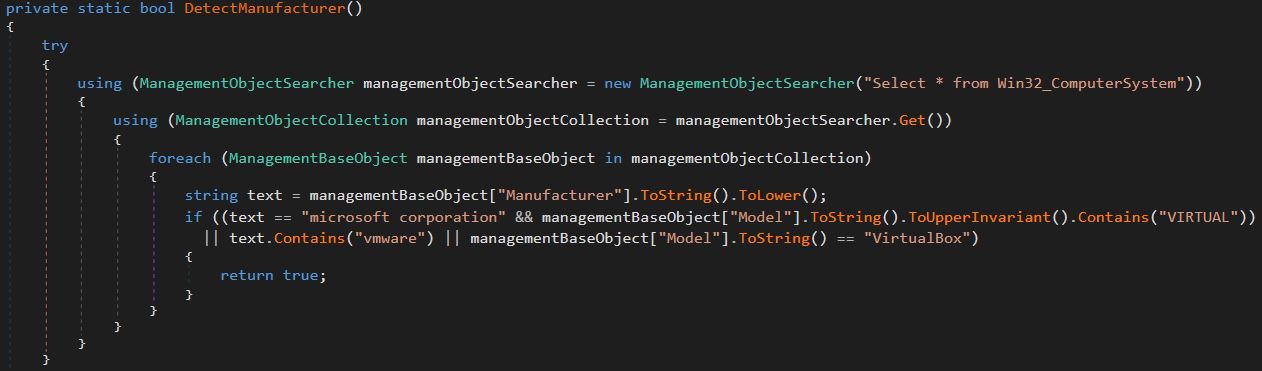 private static bool DetectManufacturer()
{
    try
    {
        using (ManagementObjectSearcher managementObjectSearcher = new ManagementObjectSearcher("Select * from Win32_ComputerSystem"))
        {
            using (ManagementObjectCollection managementObjectCollection = managementObjectSearcher.Get())
            {
                foreach (ManagementBaseObject managementBaseObject in managementObjectCollection)
                {
                    string text = managementBaseObject["Manufacturer"].ToString().ToLower();
                    if ((text == "microsoft corporation" && managementBaseObject["Model"].ToString().ToUpperInvariant().Contains("VIRTUAL"))
                      || text.Contains("vmware") || managementBaseObject["Model"].ToString() == "VirtualBox")
                    {
                        return true;
                    }
                }
            }
        }
    }